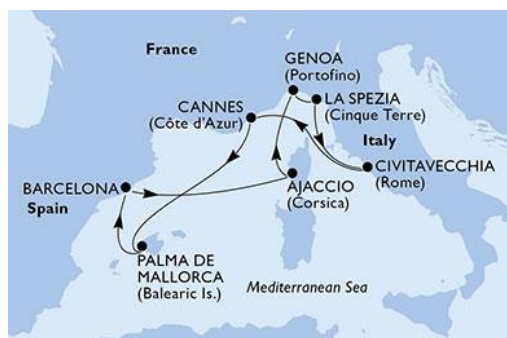 France
GENOA
(Portofino)
LA SPEZIA
(Cinque Terre)
CANNES
(Côte d'Azur)
Italy
CIVITAVECCHIA
(Rome)
BARCELONA
Spain
AJACCIO
(Corsica)
PALMA DE
MALLORCA
(Balearic Is.)
Mediterranean Sea